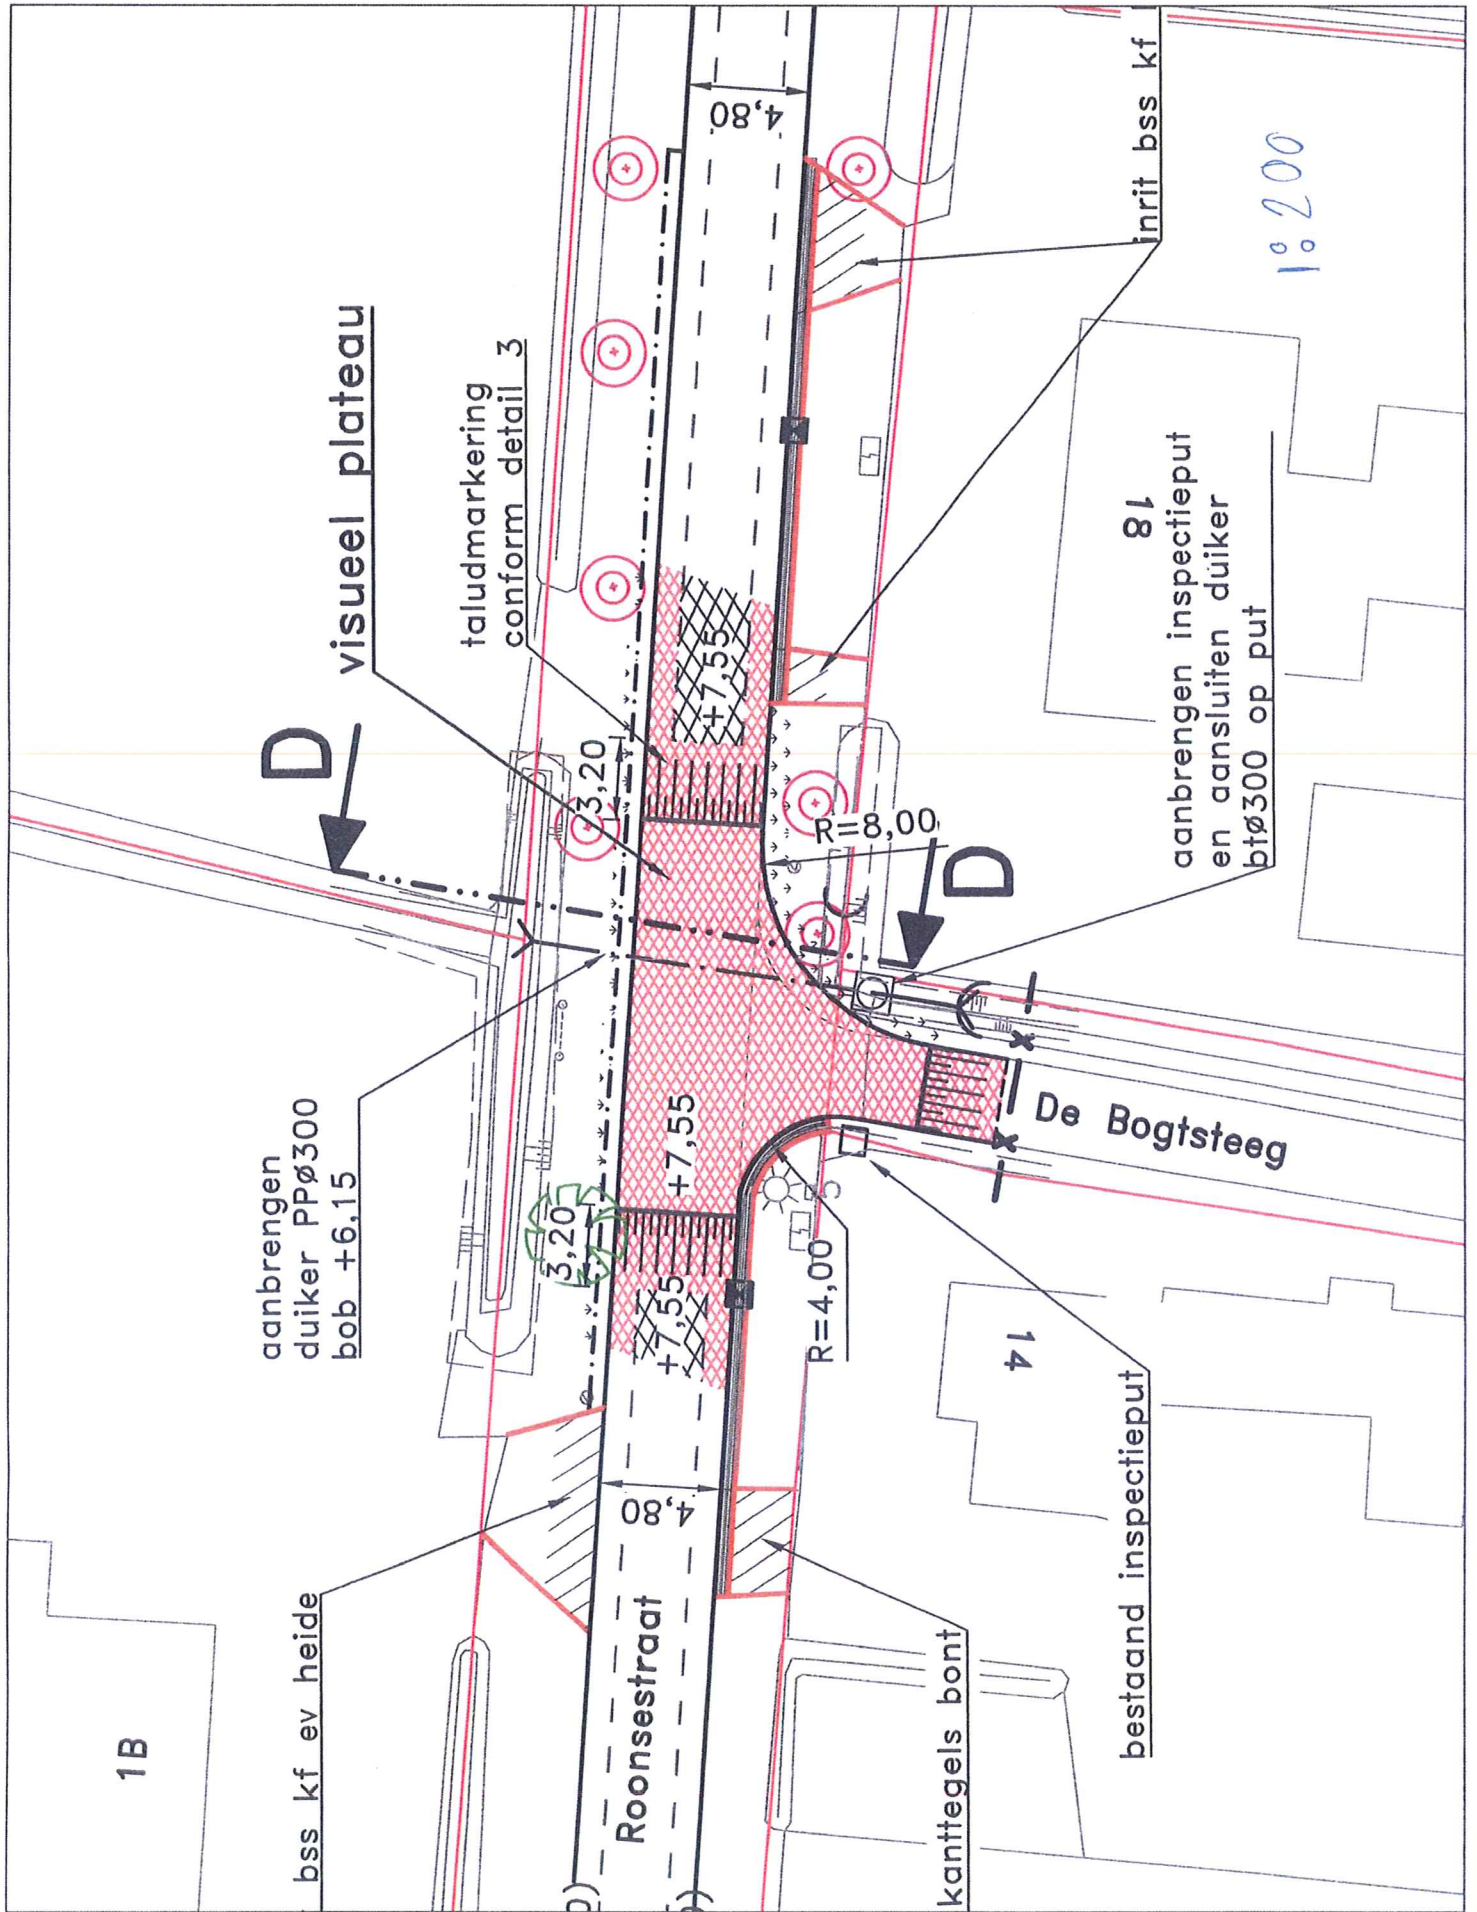 visueel plateau
taludmarkering
conform detail 3
4,80
inrit bss kf
1:200
D
3,20
+7,55
R=8,00
D
18
aanbrengen inspectieput
en aansluiten duiker
btø300 op put
aanbrengen
duiker PPø300
bob +6,15
+7,55
De Bogtsteeg
3,20
+7,55
R=4,00
14
bestaand inspectieput
4,80
Roonsestraat
bss kf ev heide
1B
kanttegels bont